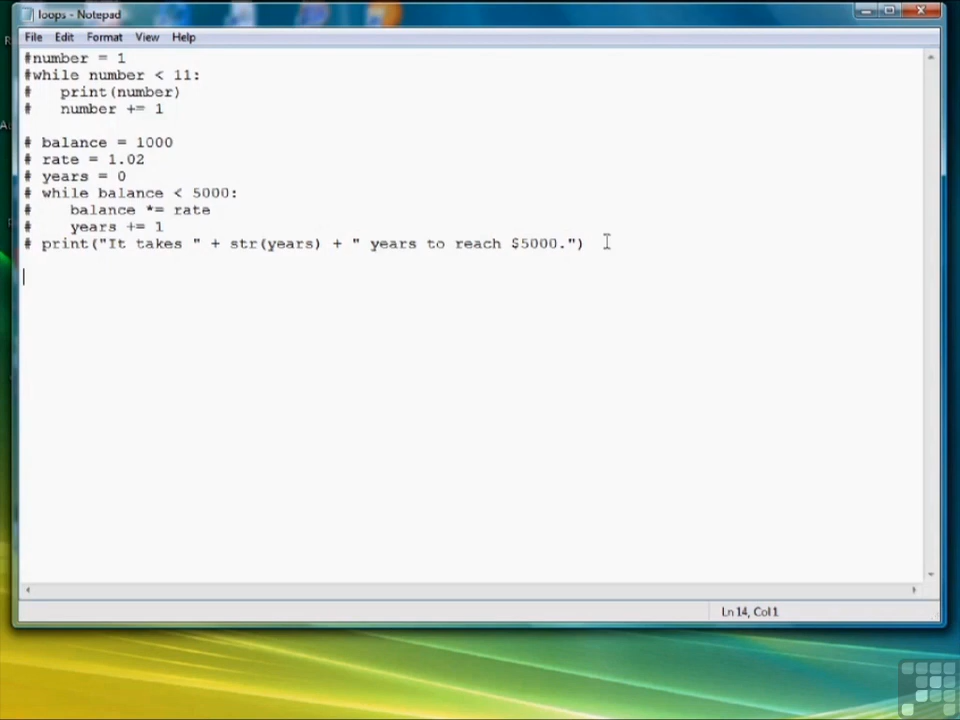 loops - Notepad
File Edit Format View Help
#number = 1
#while number < 11:
#   print(number)
#   number += 1
# balance = 1000
# rate = 1.02
# years = 0
# while balance < 5000:
#    balance *= rate
#    years += 1
# print("It takes " + str(years) + " years to reach $5000.")
Ln 14, Col 1